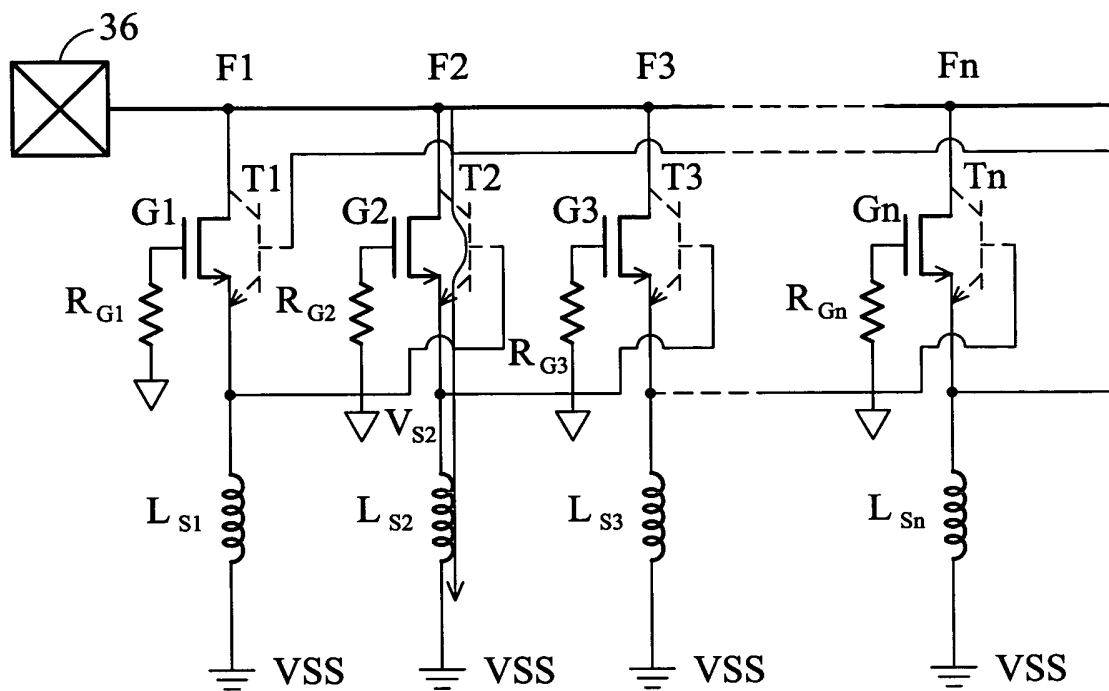 36
F1 F2 F3 Fn
T1 T2 T3 Tn
G1 G2 G3 Gn
R G1 R G2 R G3 R Gn
V S2
L S1 L S2 L S3 L Sn
VSS VSS VSS VSS